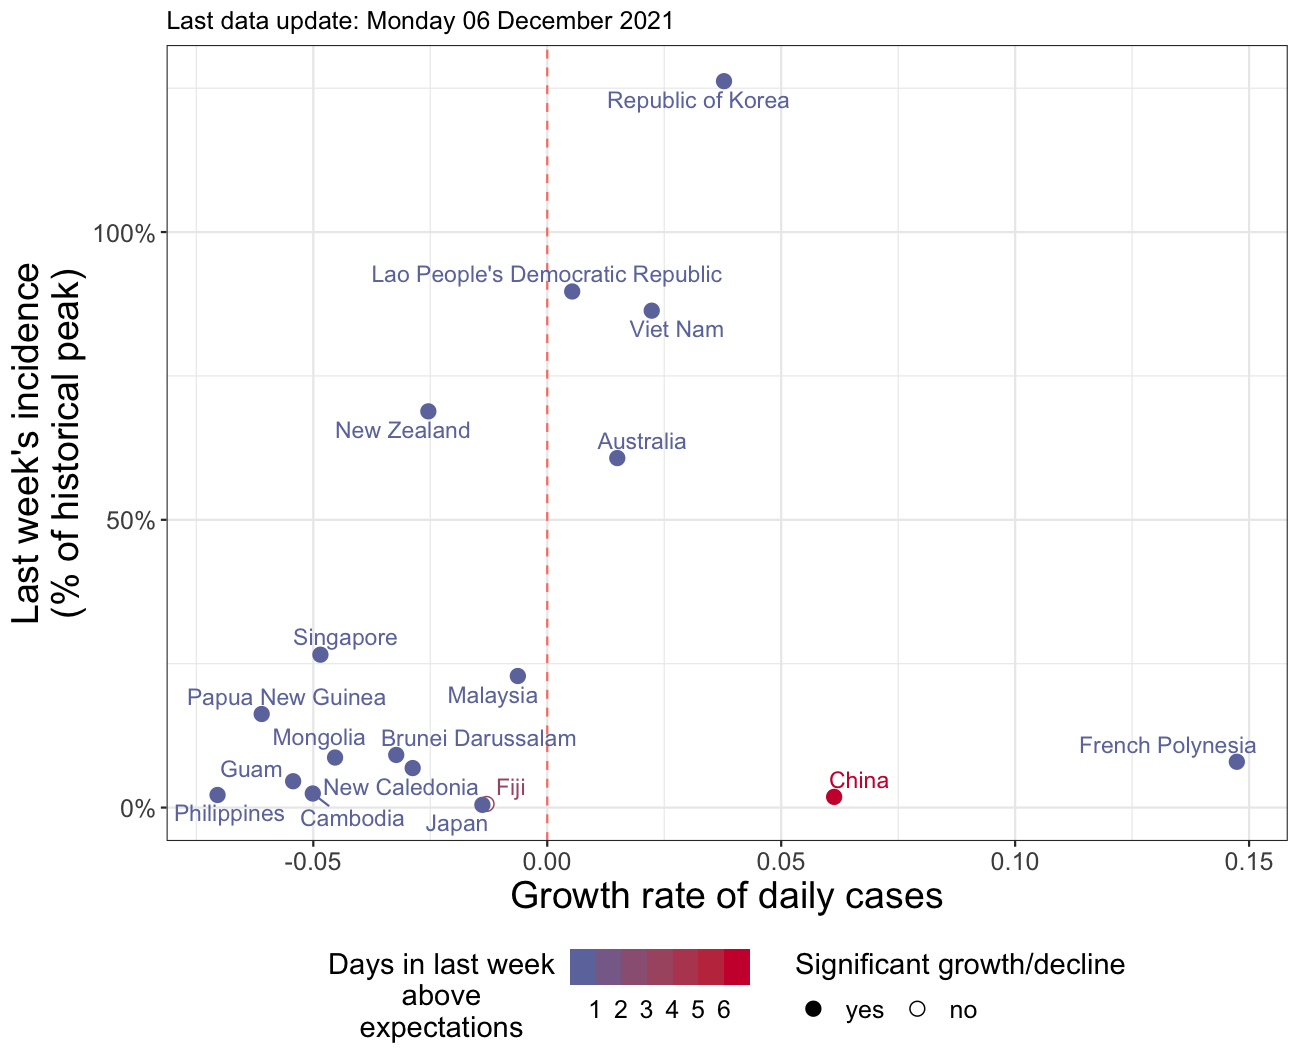 Last data update: Monday 06 December 2021
Republic of Korea
100%
Lao People's Democratic Republic
Viet Nam
New Zealand
Australia
Last week's incidence
(% of historical peak)
50%
Singapore
Malaysia
Papua New Guinea
Mongolia
Brunei Darussalam
French Polynesia
Guam
New Caledonia
Fiji
China
0%
Philippines
Cambodia
Japan
-0.05
0.00
0.05
0.10
0.15
Growth rate of daily cases
Days in last week
above
expectations
1 2 3 4 5 6
Significant growth/decline
yes
no